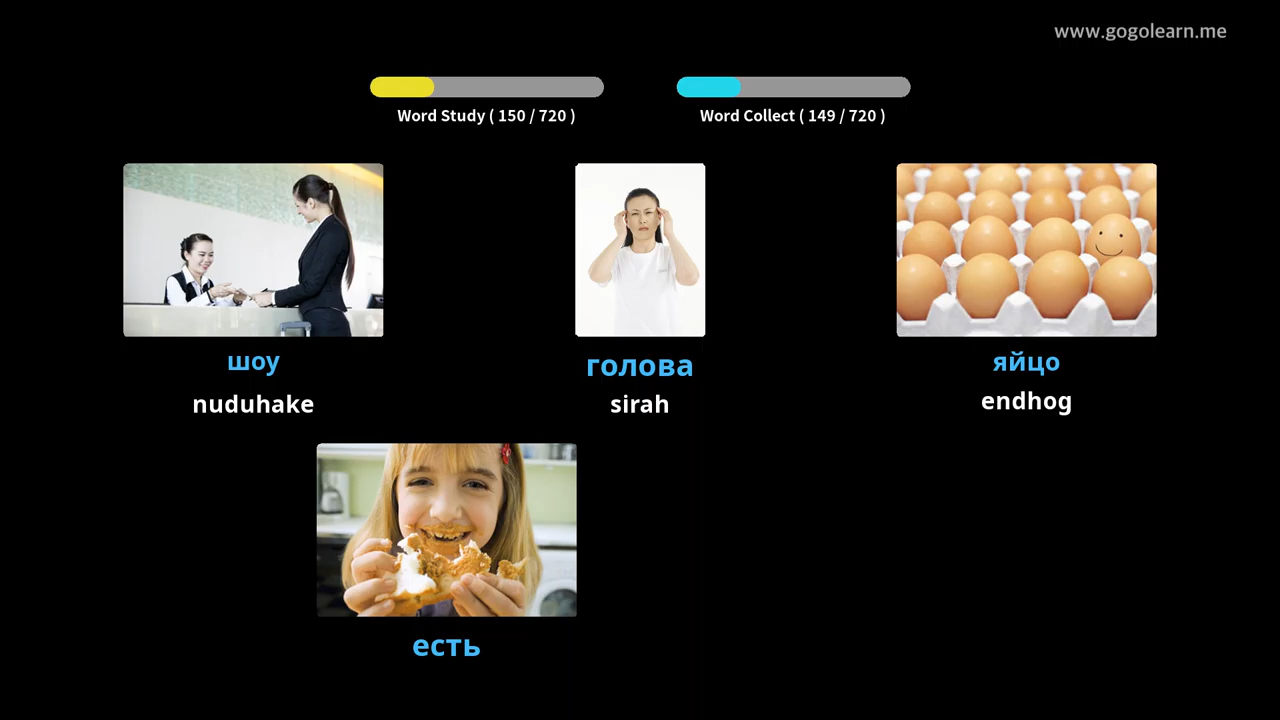 www.gogolearn.me
Word Study ( 150 / 720 )
Word Collect ( 149 / 720 )
шоу
nuduhake
голова
sirah
яйцо
endhog
есть